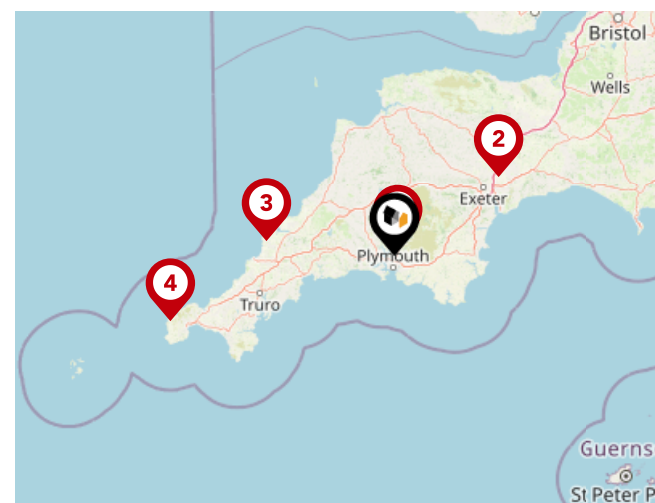 Bristol
Wells
2
Exeter
3
Plymouth
4
Truro
Guerns
St Peter P